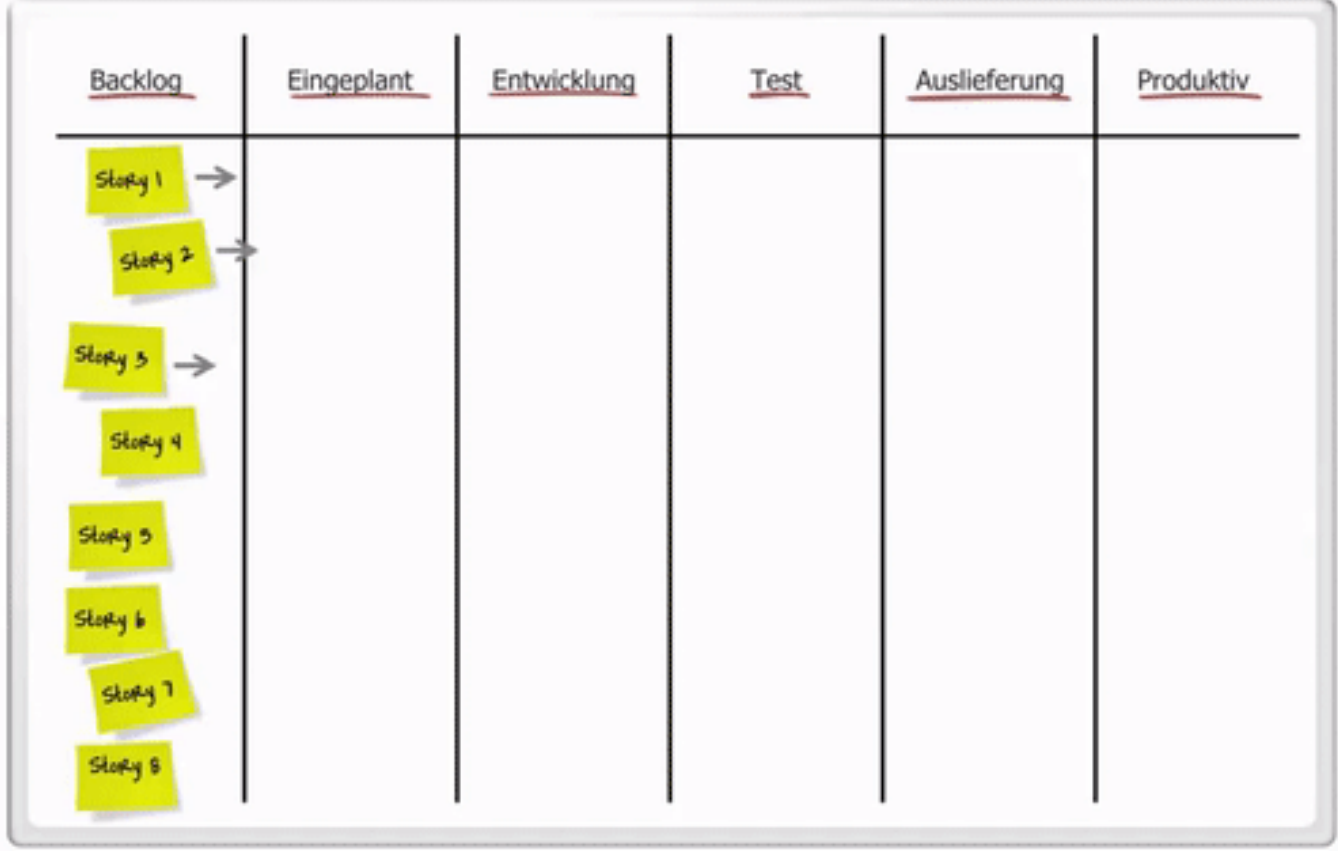 Backlog
Eingeplant
Entwicklung
Test
Auslieferung
Produktiv
Story 1
Story 2
Story 3
Story 4
Story 5
Story 6
Story 7
Story 8